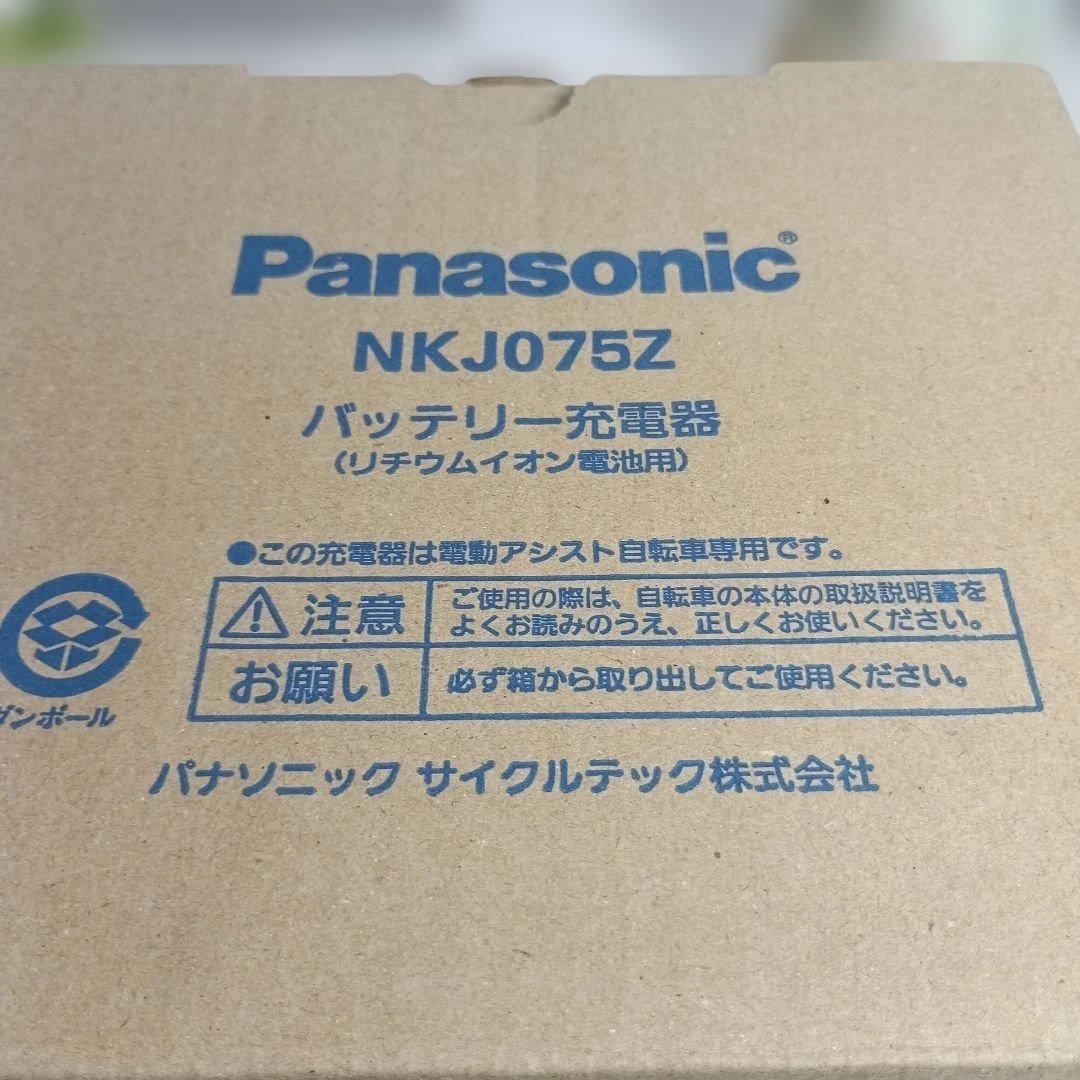 Panasonic®
NKJ075Z
バッテリー充電器
(リチウムイオン電池用)
●この充電器は電動アシスト自転車専用です。
注意
ご使用の際は、自転車の本体の取扱説明書を
よくお読みのうえ、正しくお使いください。
お願い
必ず箱から取り出してご使用ください。
ダンボール
パナソニック サイクルテック株式会社